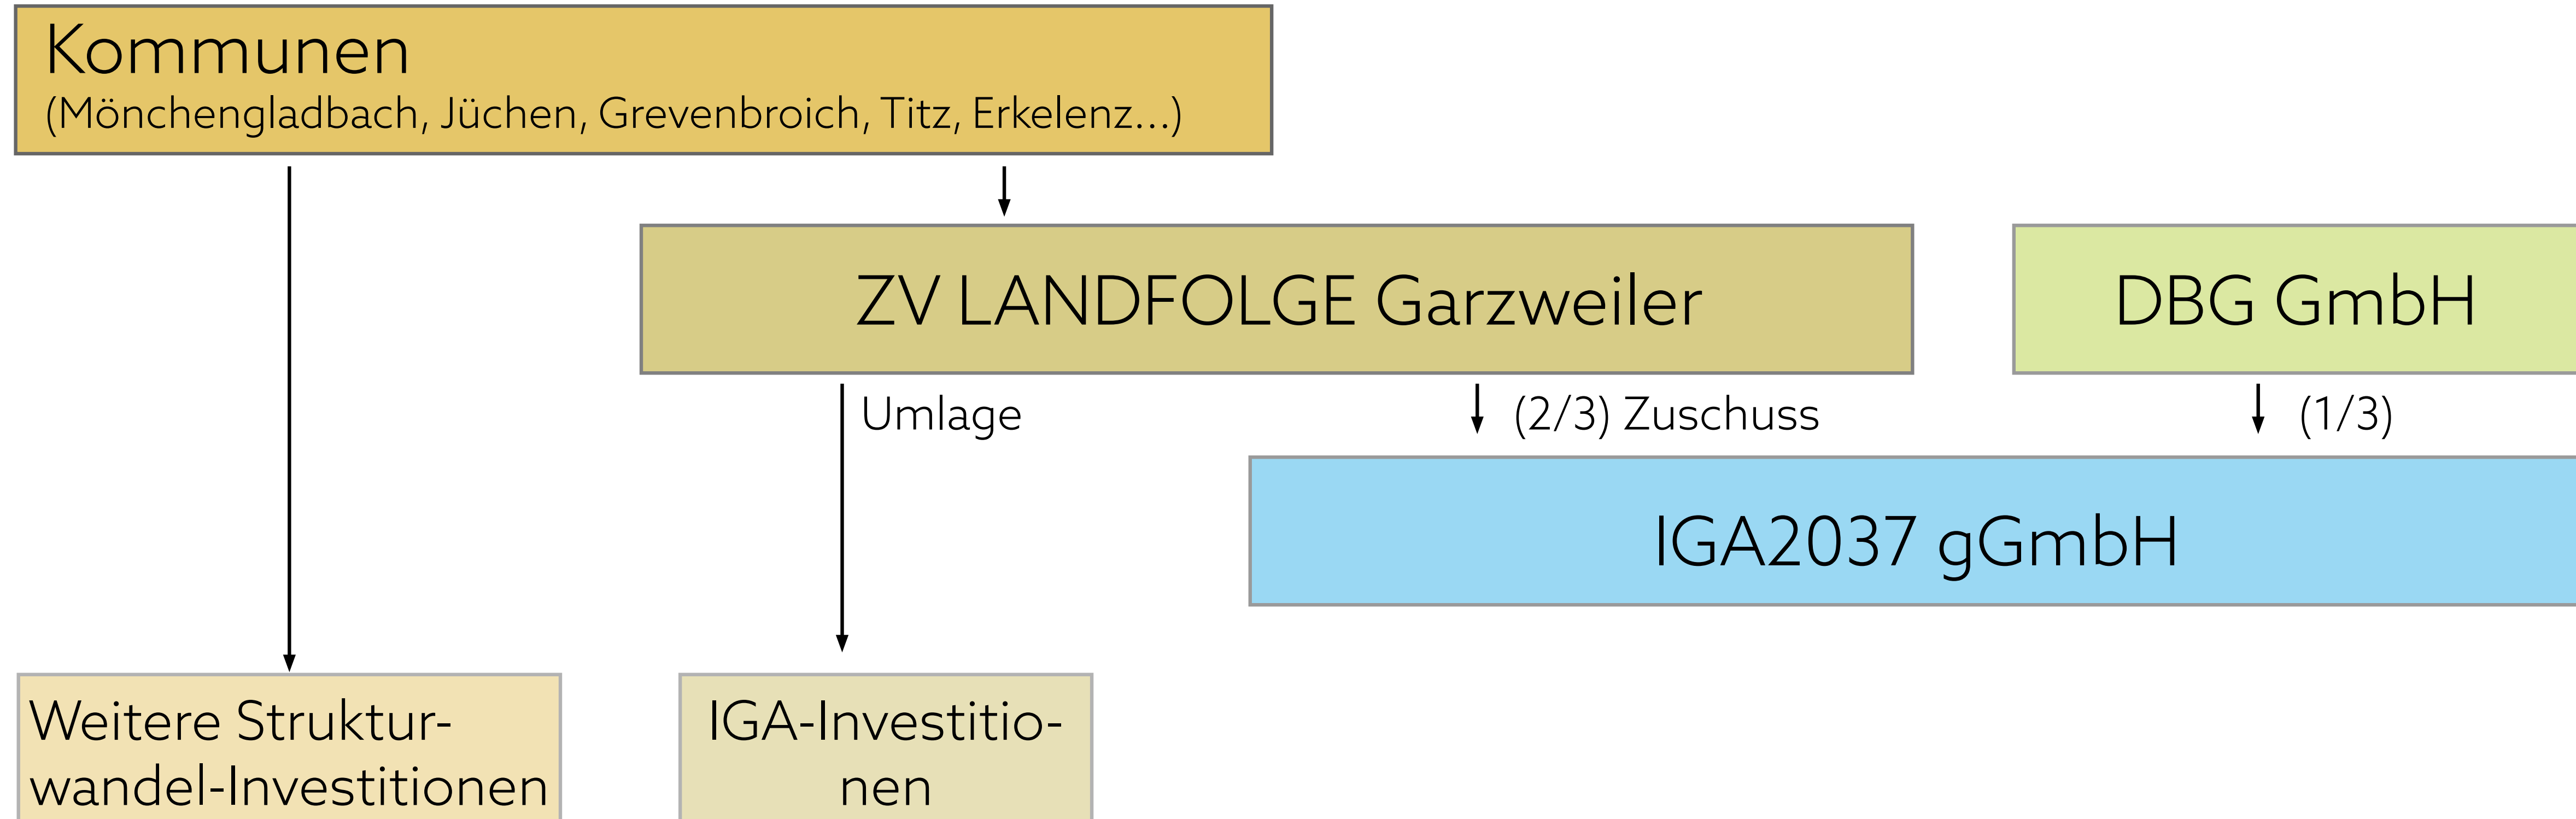 Kommunen
(Mönchengladbach, Jüchen, Grevenbroich, Titz, Erkelenz...)
ZV LANDFOLGE Garzweiler
DBG GmbH
Umlage
(2/3) Zuschuss
(1/3)
IGA2037 gGmbH
Weitere Struktur-
wandel-Investitionen
IGA-Investitio-
nen